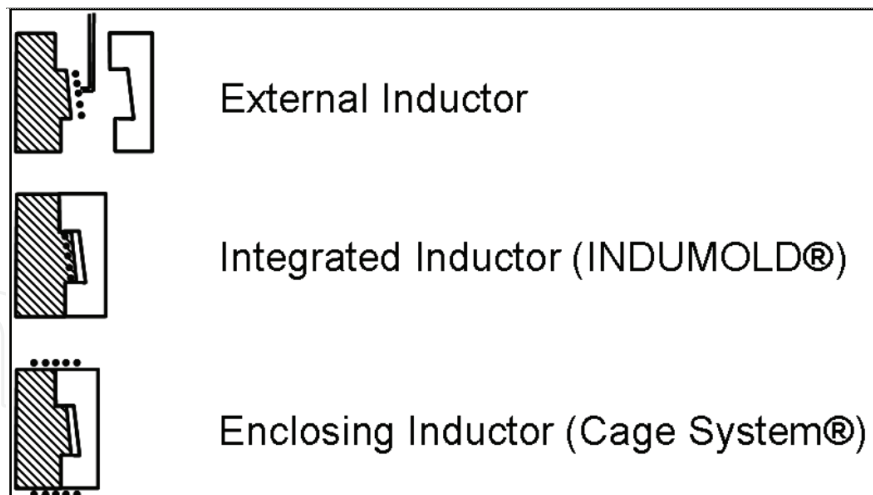 External Inductor
Integrated Inductor (INDUMOLD®)
Enclosing Inductor (Cage System®)